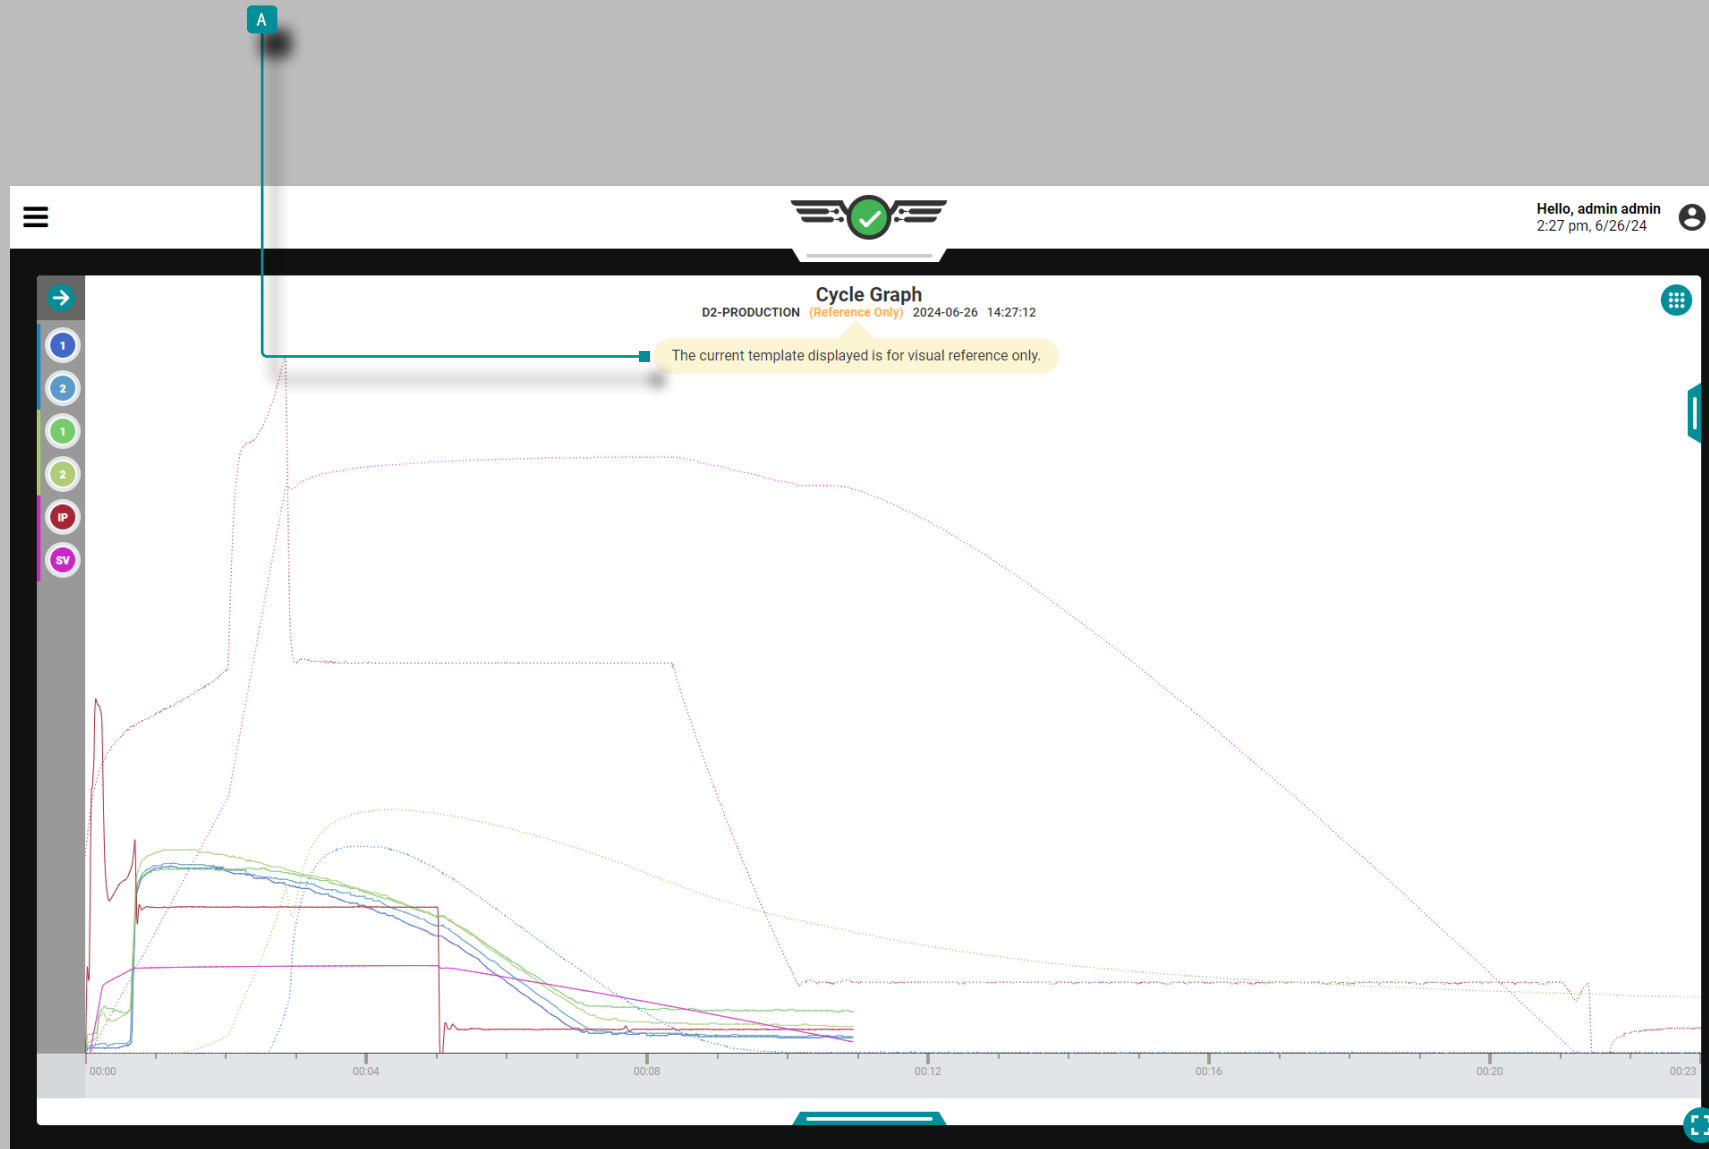 A
Hello, admin admin
2:27 pm, 6/26/24
Cycle Graph
D2-PRODUCTION (Reference Only) 2024-06-26 14:27:12
The current template displayed is for visual reference only.
1
2
1
2
IP
SV
00:00 00:04 00:08 00:12 00:16 00:20 00:23